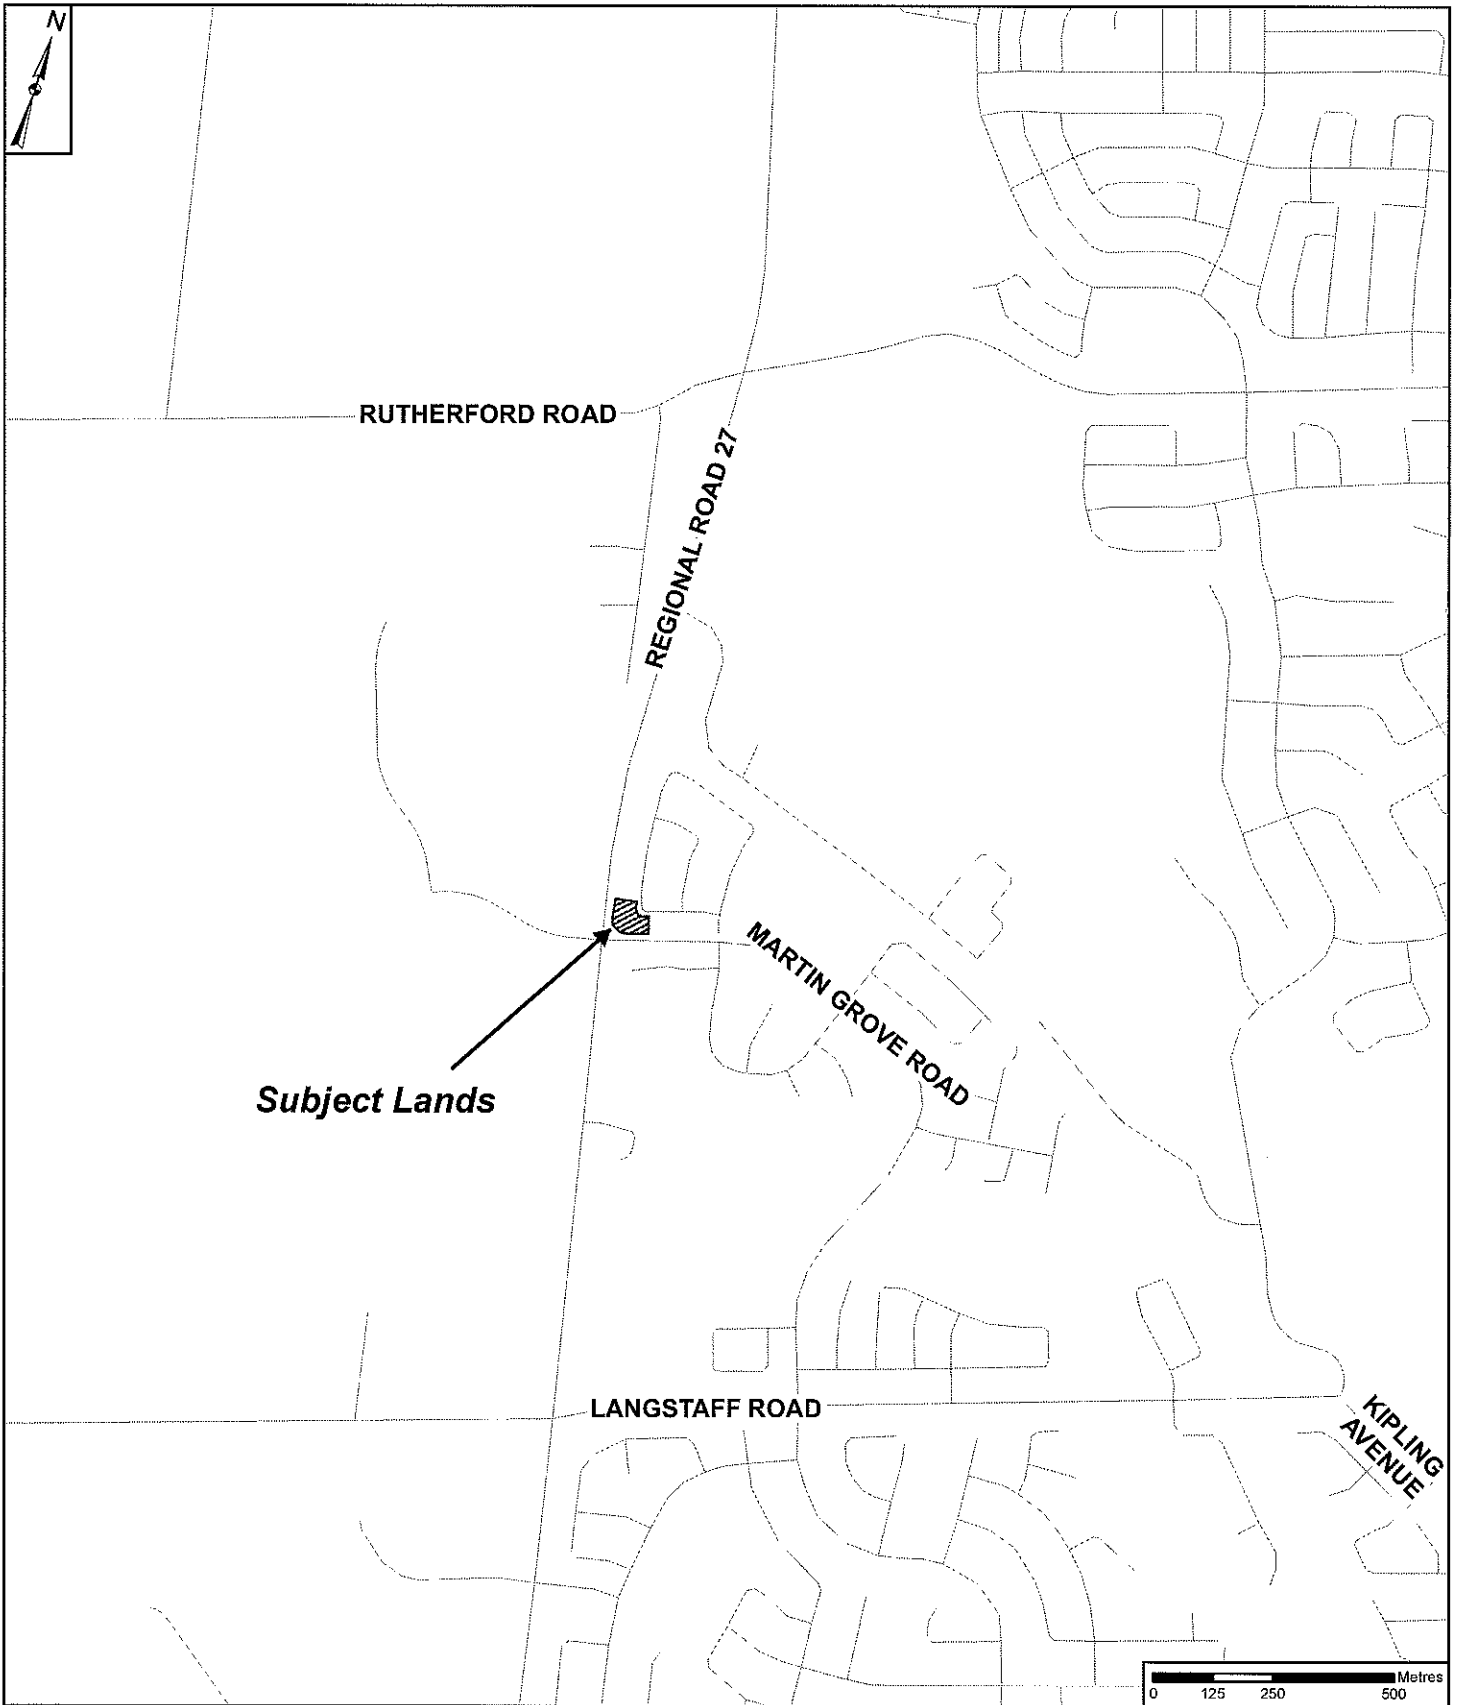 N
RUTHERFORD ROAD
REGIONAL ROAD 27
MARTIN GROVE ROAD
Subject Lands
LANGSTAFF ROAD
KIPLING
AVENUE
Metres
0 125 250 500